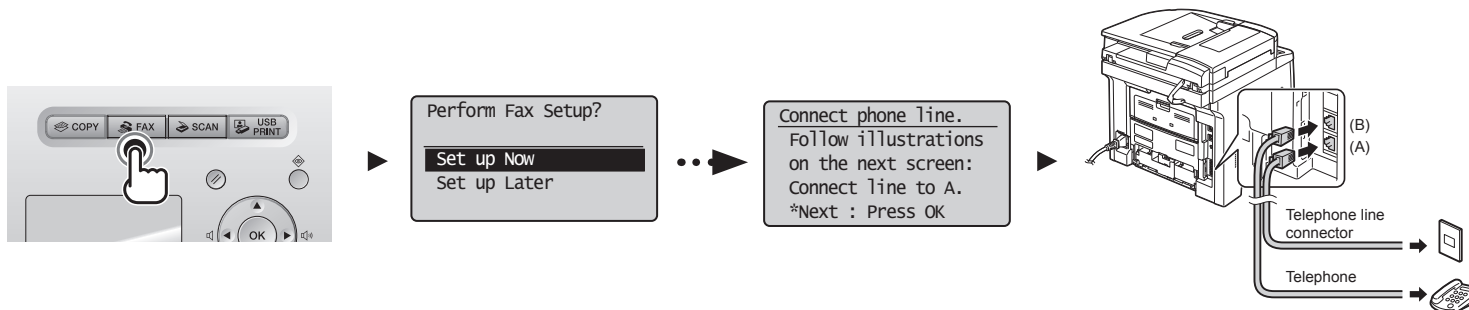 COPY
FAX
SCAN
USB
PRINT
OK
Perform Fax Setup?
Set up Now
Set up Later
Connect phone line.
Follow illustrations
on the next screen:
Connect line to A.
*Next : Press OK
(B)
(A)
Telephone line
connector
Telephone